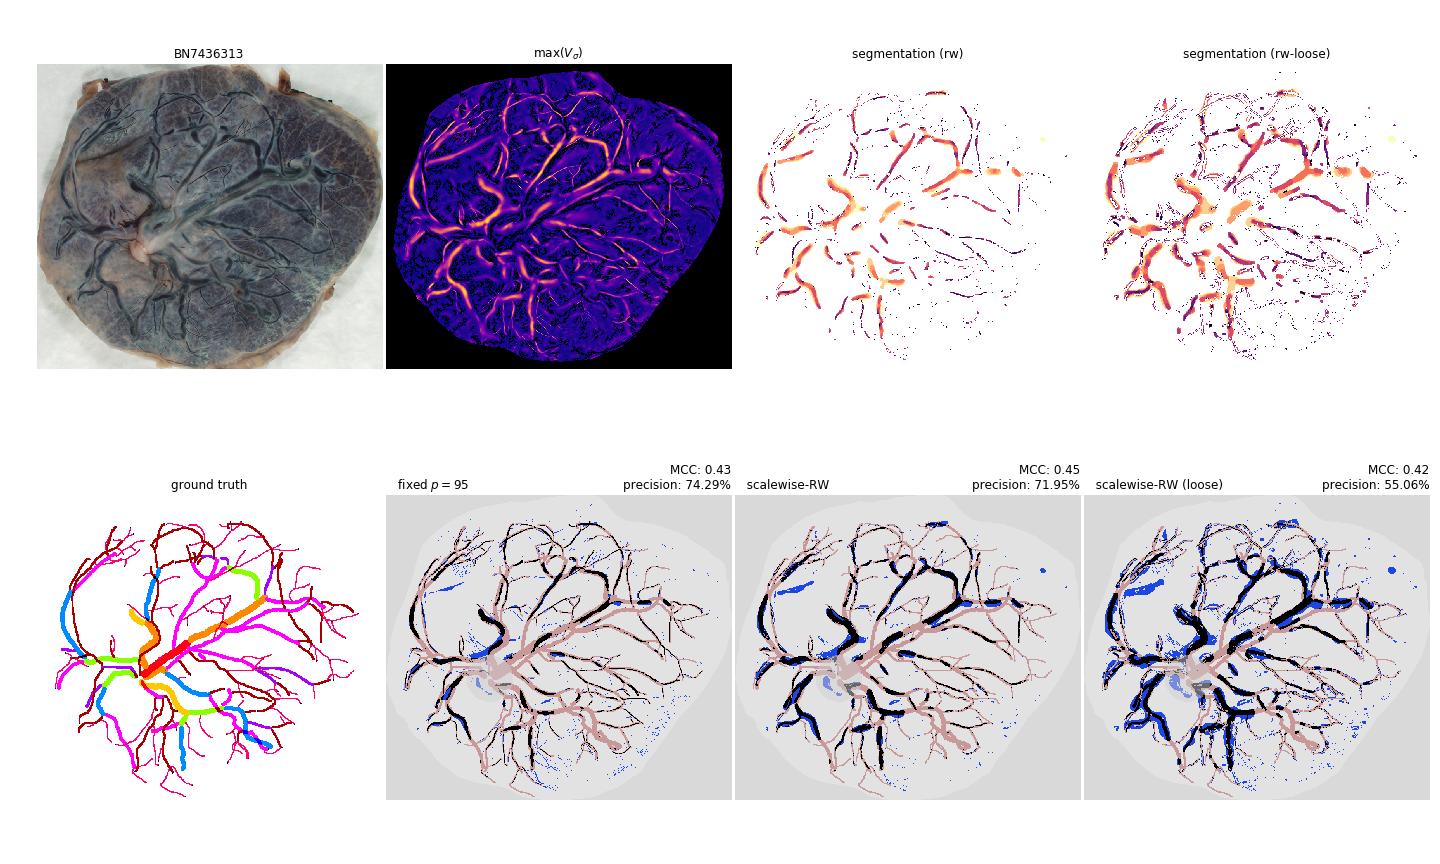 BN7436313
max(V_σ)
segmentation (rw)
segmentation (rw-loose)
ground truth
fixed p = 95
MCC: 0.43
precision: 74.29%
scalewise-RW
MCC: 0.45
precision: 71.95%
scalewise-RW (loose)
MCC: 0.42
precision: 55.06%